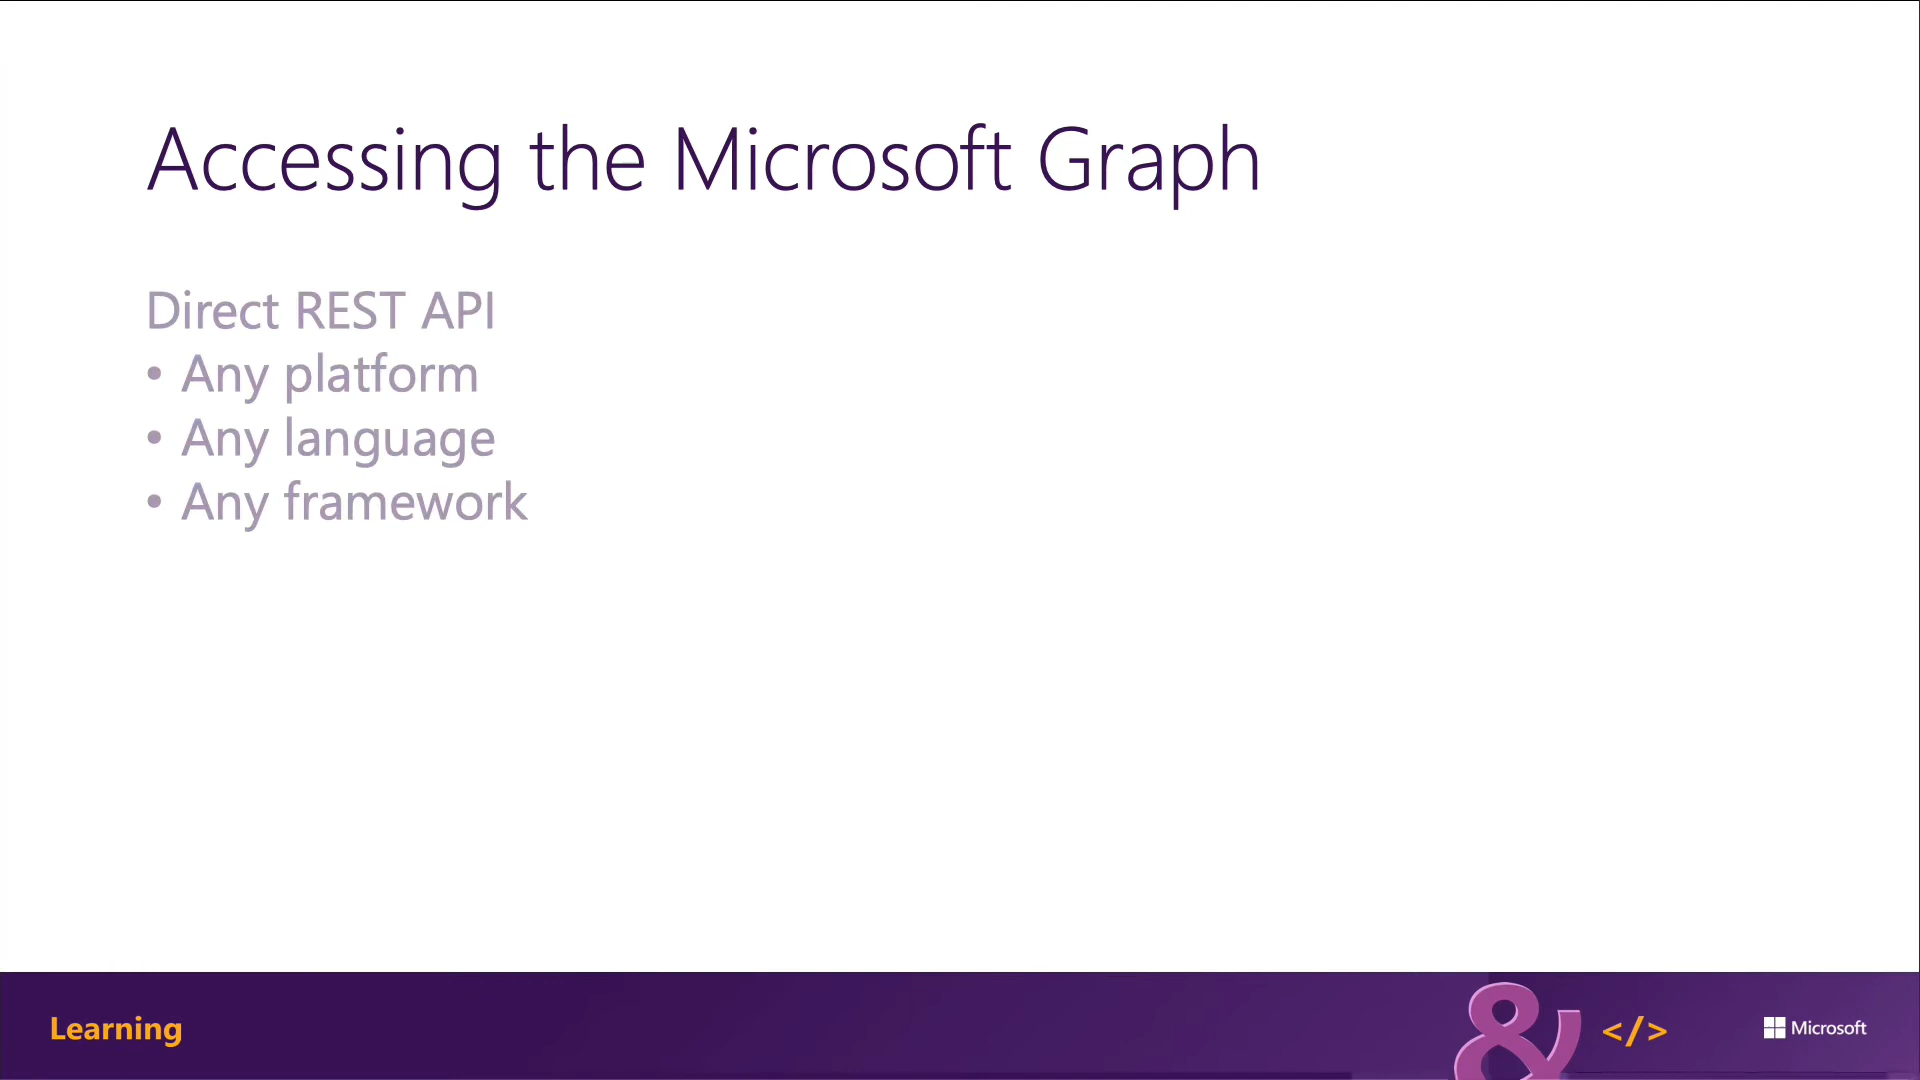 Accessing the Microsoft Graph
Direct REST API
• Any platform
• Any language
• Any framework
Learning
& </>
Microsoft